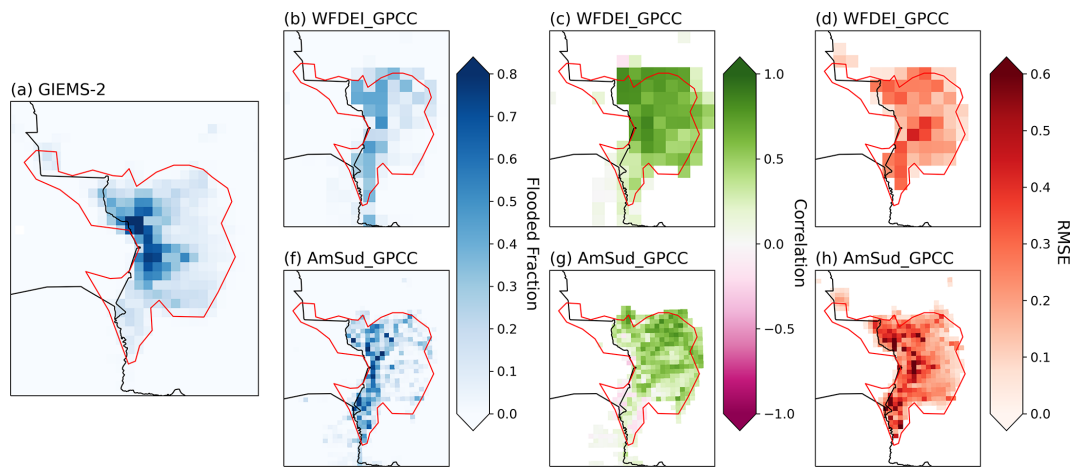 (a) GIEMS-2
(b) WFDEI_GPCC
(c) WFDEI_GPCC
(d) WFDEI_GPCC
(f) AmSud_GPCC
(g) AmSud_GPCC
(h) AmSud_GPCC
0.8
0.7
0.6
0.5
0.4
0.3
0.2
0.1
0.0
Flooded Fraction
1.0
0.5
0.0
−0.5
−1.0
Correlation
0.6
0.5
0.4
0.3
0.2
0.1
0.0
RMSE